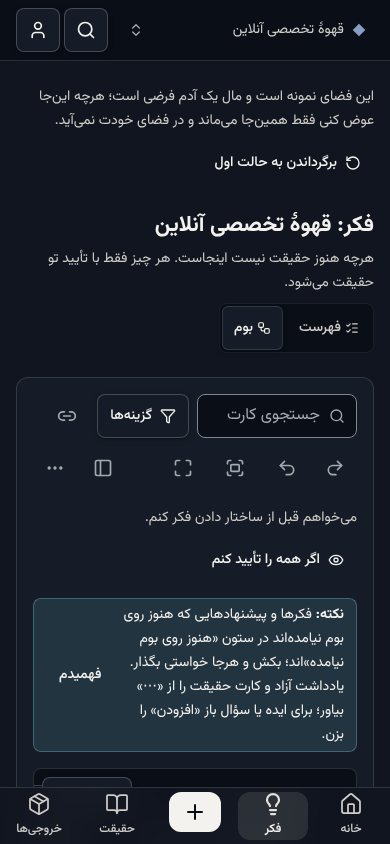 قهوهٔ تخصصی آنلاین
این فضای نمونه است و مال یک آدم فرضی است؛ هرچه این‌جا
عوض کنی فقط همین‌جا می‌ماند و در فضای خودت نمی‌آید.
برگرداندن به حالت اول
فکر: قهوهٔ تخصصی آنلاین
هرچه هنوز حقیقت نیست اینجاست. هر چیز فقط با تأیید تو
حقیقت می‌شود.
فهرست
بوم
جستجوی کارت
گزینه‌ها
می‌خواهم قبل از ساختار دادن فکر کنم.
اگر همه را تأیید کنم
نکته: فکرها و پیشنهادهایی که هنوز روی
بوم نیامده‌اند در ستون «هنوز روی بوم
نیامده»اند؛ بکش و هرجا خواستی بگذار.
یادداشت آزاد و کارت حقیقت را از «⋯»
بیاور؛ برای ایده یا سؤال باز «افزودن» را
بزن.
فهمیدم
خانه
فکر
حقیقت
خروجی‌ها